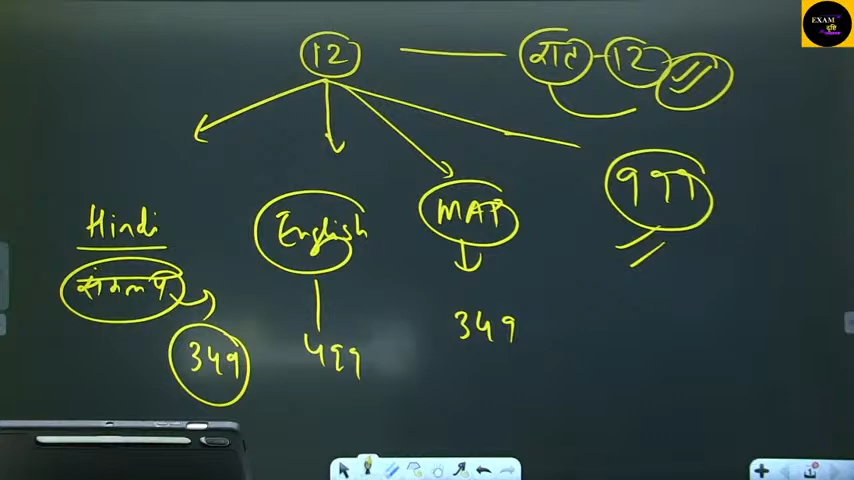 EXAM
दृष्टि
12
रात 12
999
Hindi
English
MAP
संकल्प
349
499
349